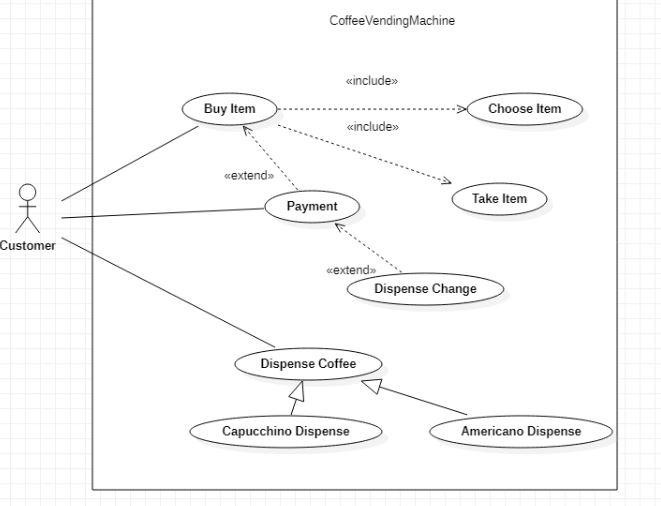 CoffeeVendingMachine
«include»
Buy Item
Choose Item
«include»
«extend»
Take Item
Payment
Customer
«extend»
Dispense Change
Dispense Coffee
Capucchino Dispense
Americano Dispense